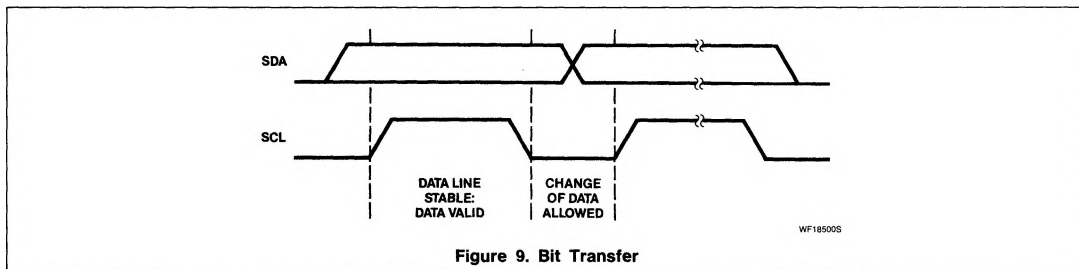 SDA
SCL
DATA LINE
STABLE:
DATA VALID
CHANGE
OF DATA
ALLOWED
WF18500S
Figure 9. Bit Transfer